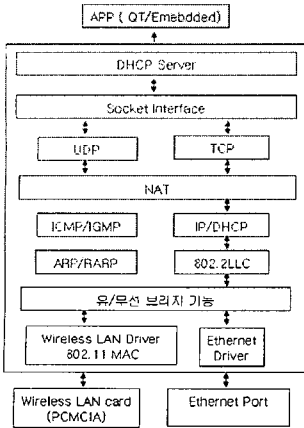 APP ( QT/Emebdded)
DHCP Server
Socket Interface
UDP
TCP
NAT
ICMP/IGMP
IP/DHCP
ARP/RARP
802.2LLC
유/무선 브리지 기능
Wireless LAN Driver
802.11 MAC
Ethernet
Driver
Wireless LAN card
(PCMCIA)
Ethernet Port